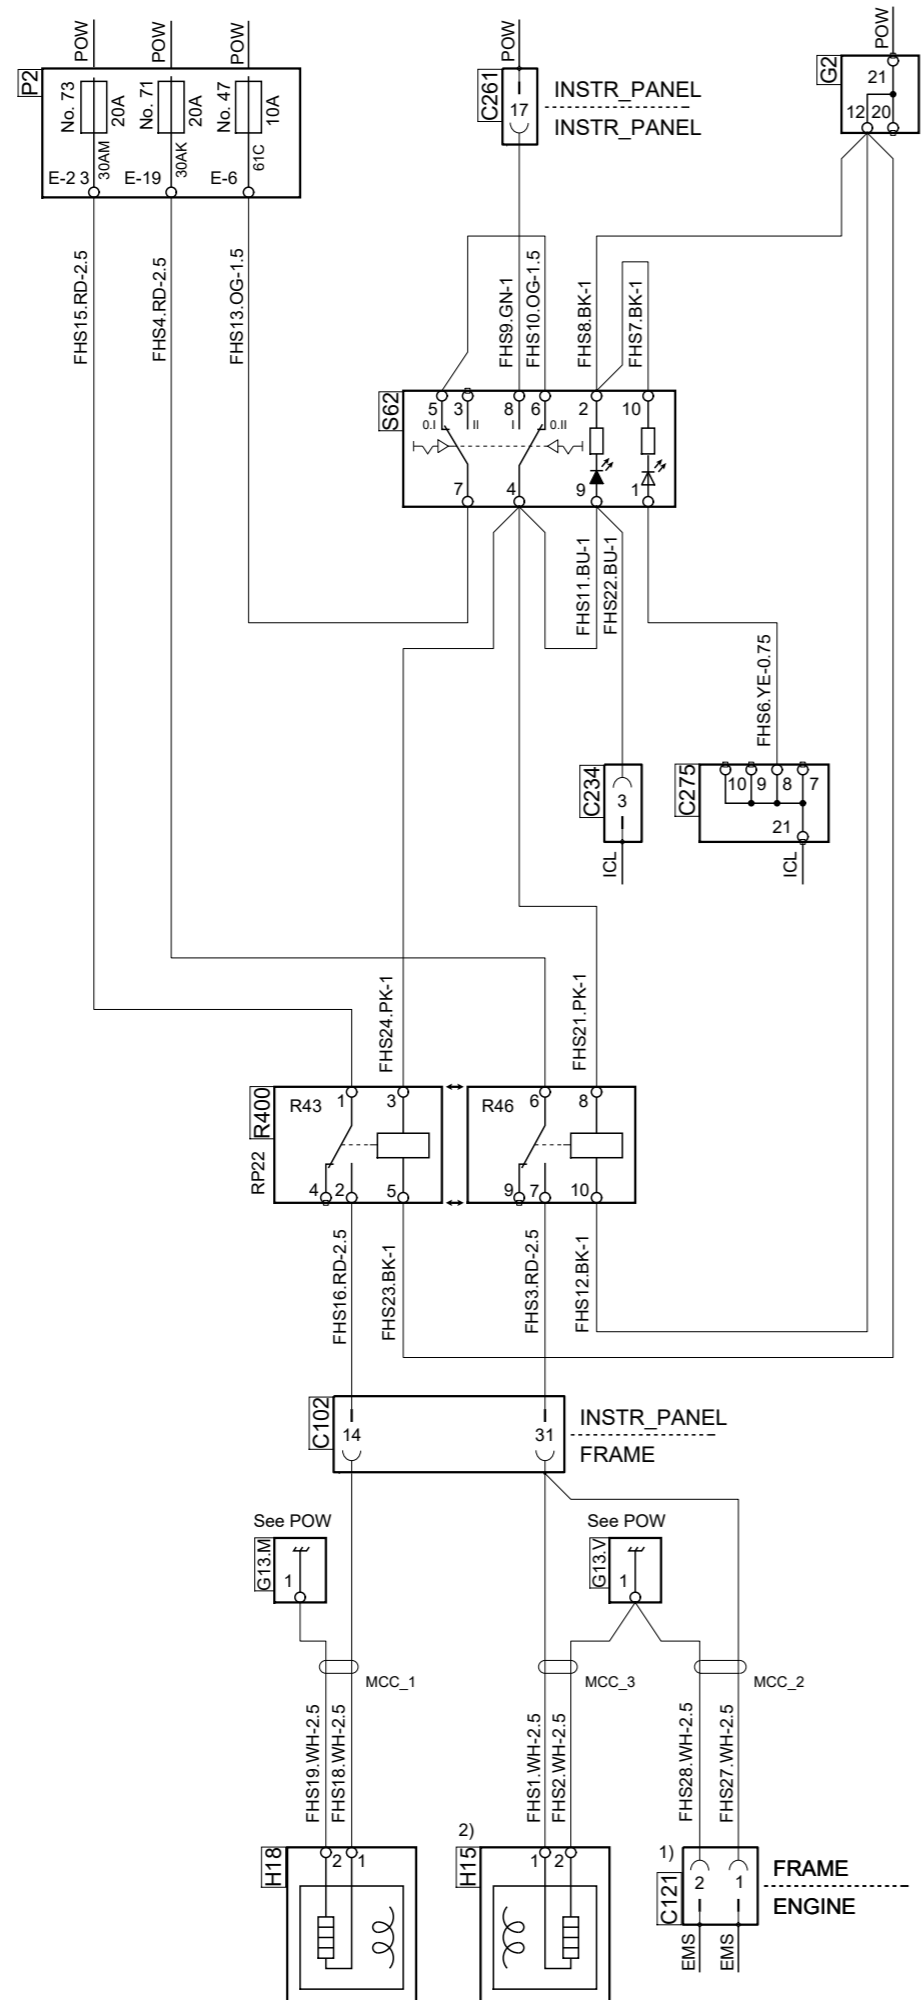 POW
POW
POW
POW
POW
P2
No. 73
20A
No. 71
20A
No. 47
10A
30AM
30AK
61C
E-2 3
E-19
E-6
C261
17
INSTR_PANEL
INSTR_PANEL
G2
21
12
20
FHS15.RD-2.5
FHS4.RD-2.5
FHS13.OG-1.5
FHS9.GN-1
FHS10.OG-1.5
FHS8.BK-1
FHS7.BK-1
S62
5
3
8
6
2
10
0.I
II
I
0.II
7
4
9
1
FHS11.BU-1
FHS22.BU-1
FHS6.YE-0.75
C234
3
ICL
C275
10
9
8
7
21
ICL
FHS24.PK-1
FHS21.PK-1
R400
RP22
R43
1
3
4
2
5
R46
6
8
9
7
10
FHS16.RD-2.5
FHS23.BK-1
FHS3.RD-2.5
FHS12.BK-1
C102
14
31
INSTR_PANEL
FRAME
See POW
G13.M
1
See POW
G13.V
1
MCC_1
MCC_3
MCC_2
FHS19.WH-2.5
FHS18.WH-2.5
FHS1.WH-2.5
FHS2.WH-2.5
FHS28.WH-2.5
FHS27.WH-2.5
H18
2
1
2)
H15
1
2
1)
C121
2
1
FRAME
ENGINE
EMS
EMS